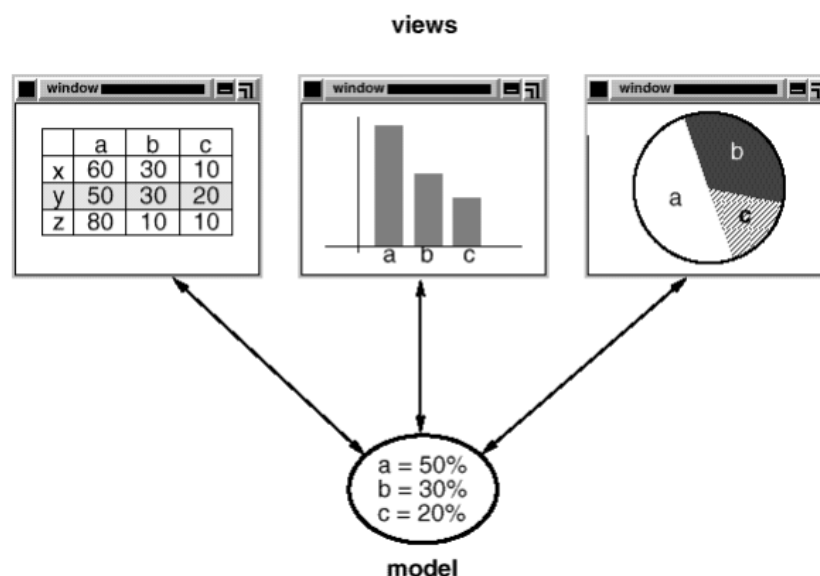 views
window
a b c
x 60 30 10
y 50 30 20
z 80 10 10
window
a b c
window
a
b
c
a = 50%
b = 30%
c = 20%
model